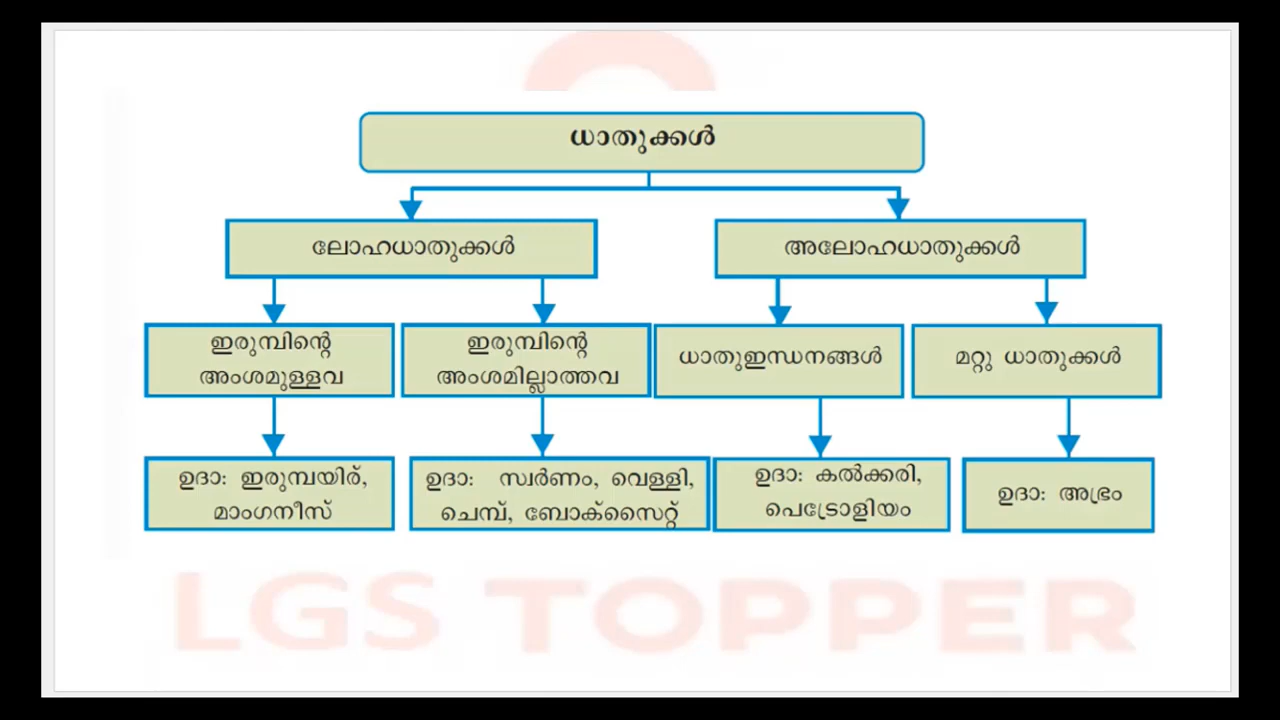 ധാതുക്കൾ
ലോഹധാതുക്കൾ
അലോഹധാതുക്കൾ
ഇരുമ്പിന്റെ
അംശമുള്ളവ
ഇരുമ്പിന്റെ
അംശമില്ലാത്തവ
ധാതുഇന്ധനങ്ങൾ
മറ്റു ധാതുക്കൾ
ഉദാ: ഇരുമ്പയിര്,
മാംഗനീസ്
ഉദാ: സ്വർണം, വെള്ളി,
ചെമ്പ്, ബോക്സൈറ്റ്
ഉദാ: കൽക്കരി,
പെട്രോളിയം
ഉദാ: അഭ്രം
LGS TOPPER